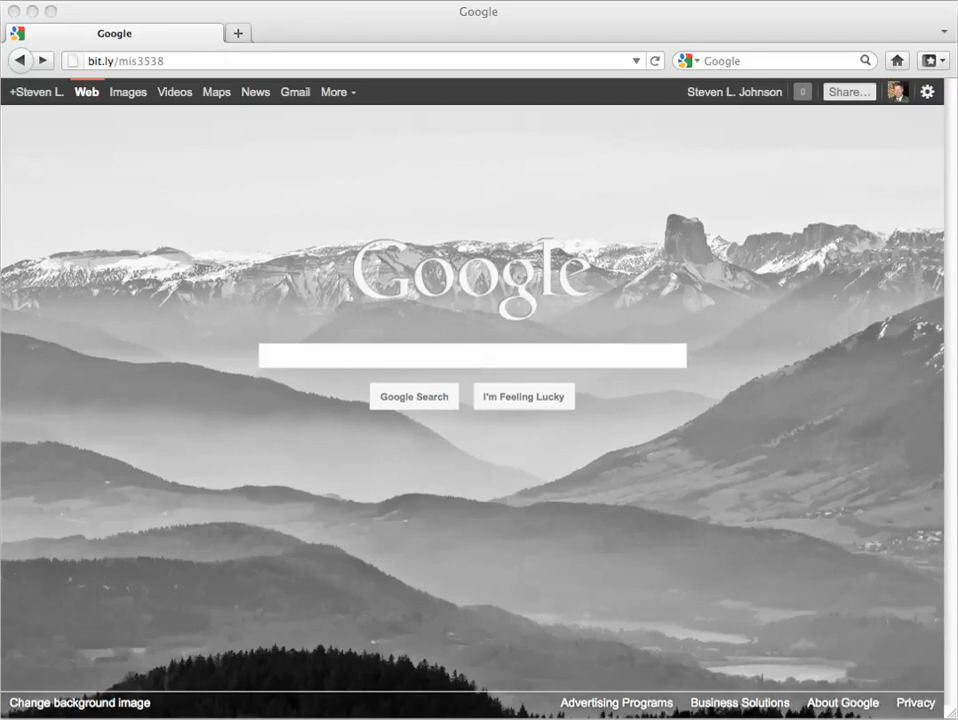 Google
Google
bit.ly/mis3538
Google
+Steven L. Web Images Videos Maps News Gmail More
Steven L. Johnson 0 Share...
Google
Google Search I'm Feeling Lucky
Change background image Advertising Programs Business Solutions About Google Privacy